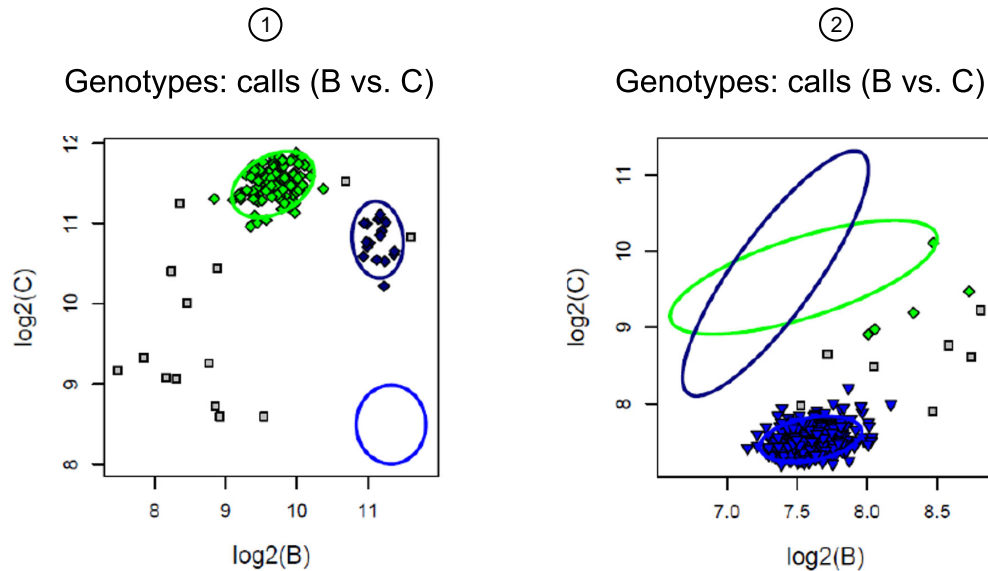 ① ②
Genotypes: calls (B vs. C) Genotypes: calls (B vs. C)
12
11
10
9
8
log2(C)
8 9 10 11
log2(B)
11
10
9
8
log2(C)
7.0 7.5 8.0 8.5
log2(B)